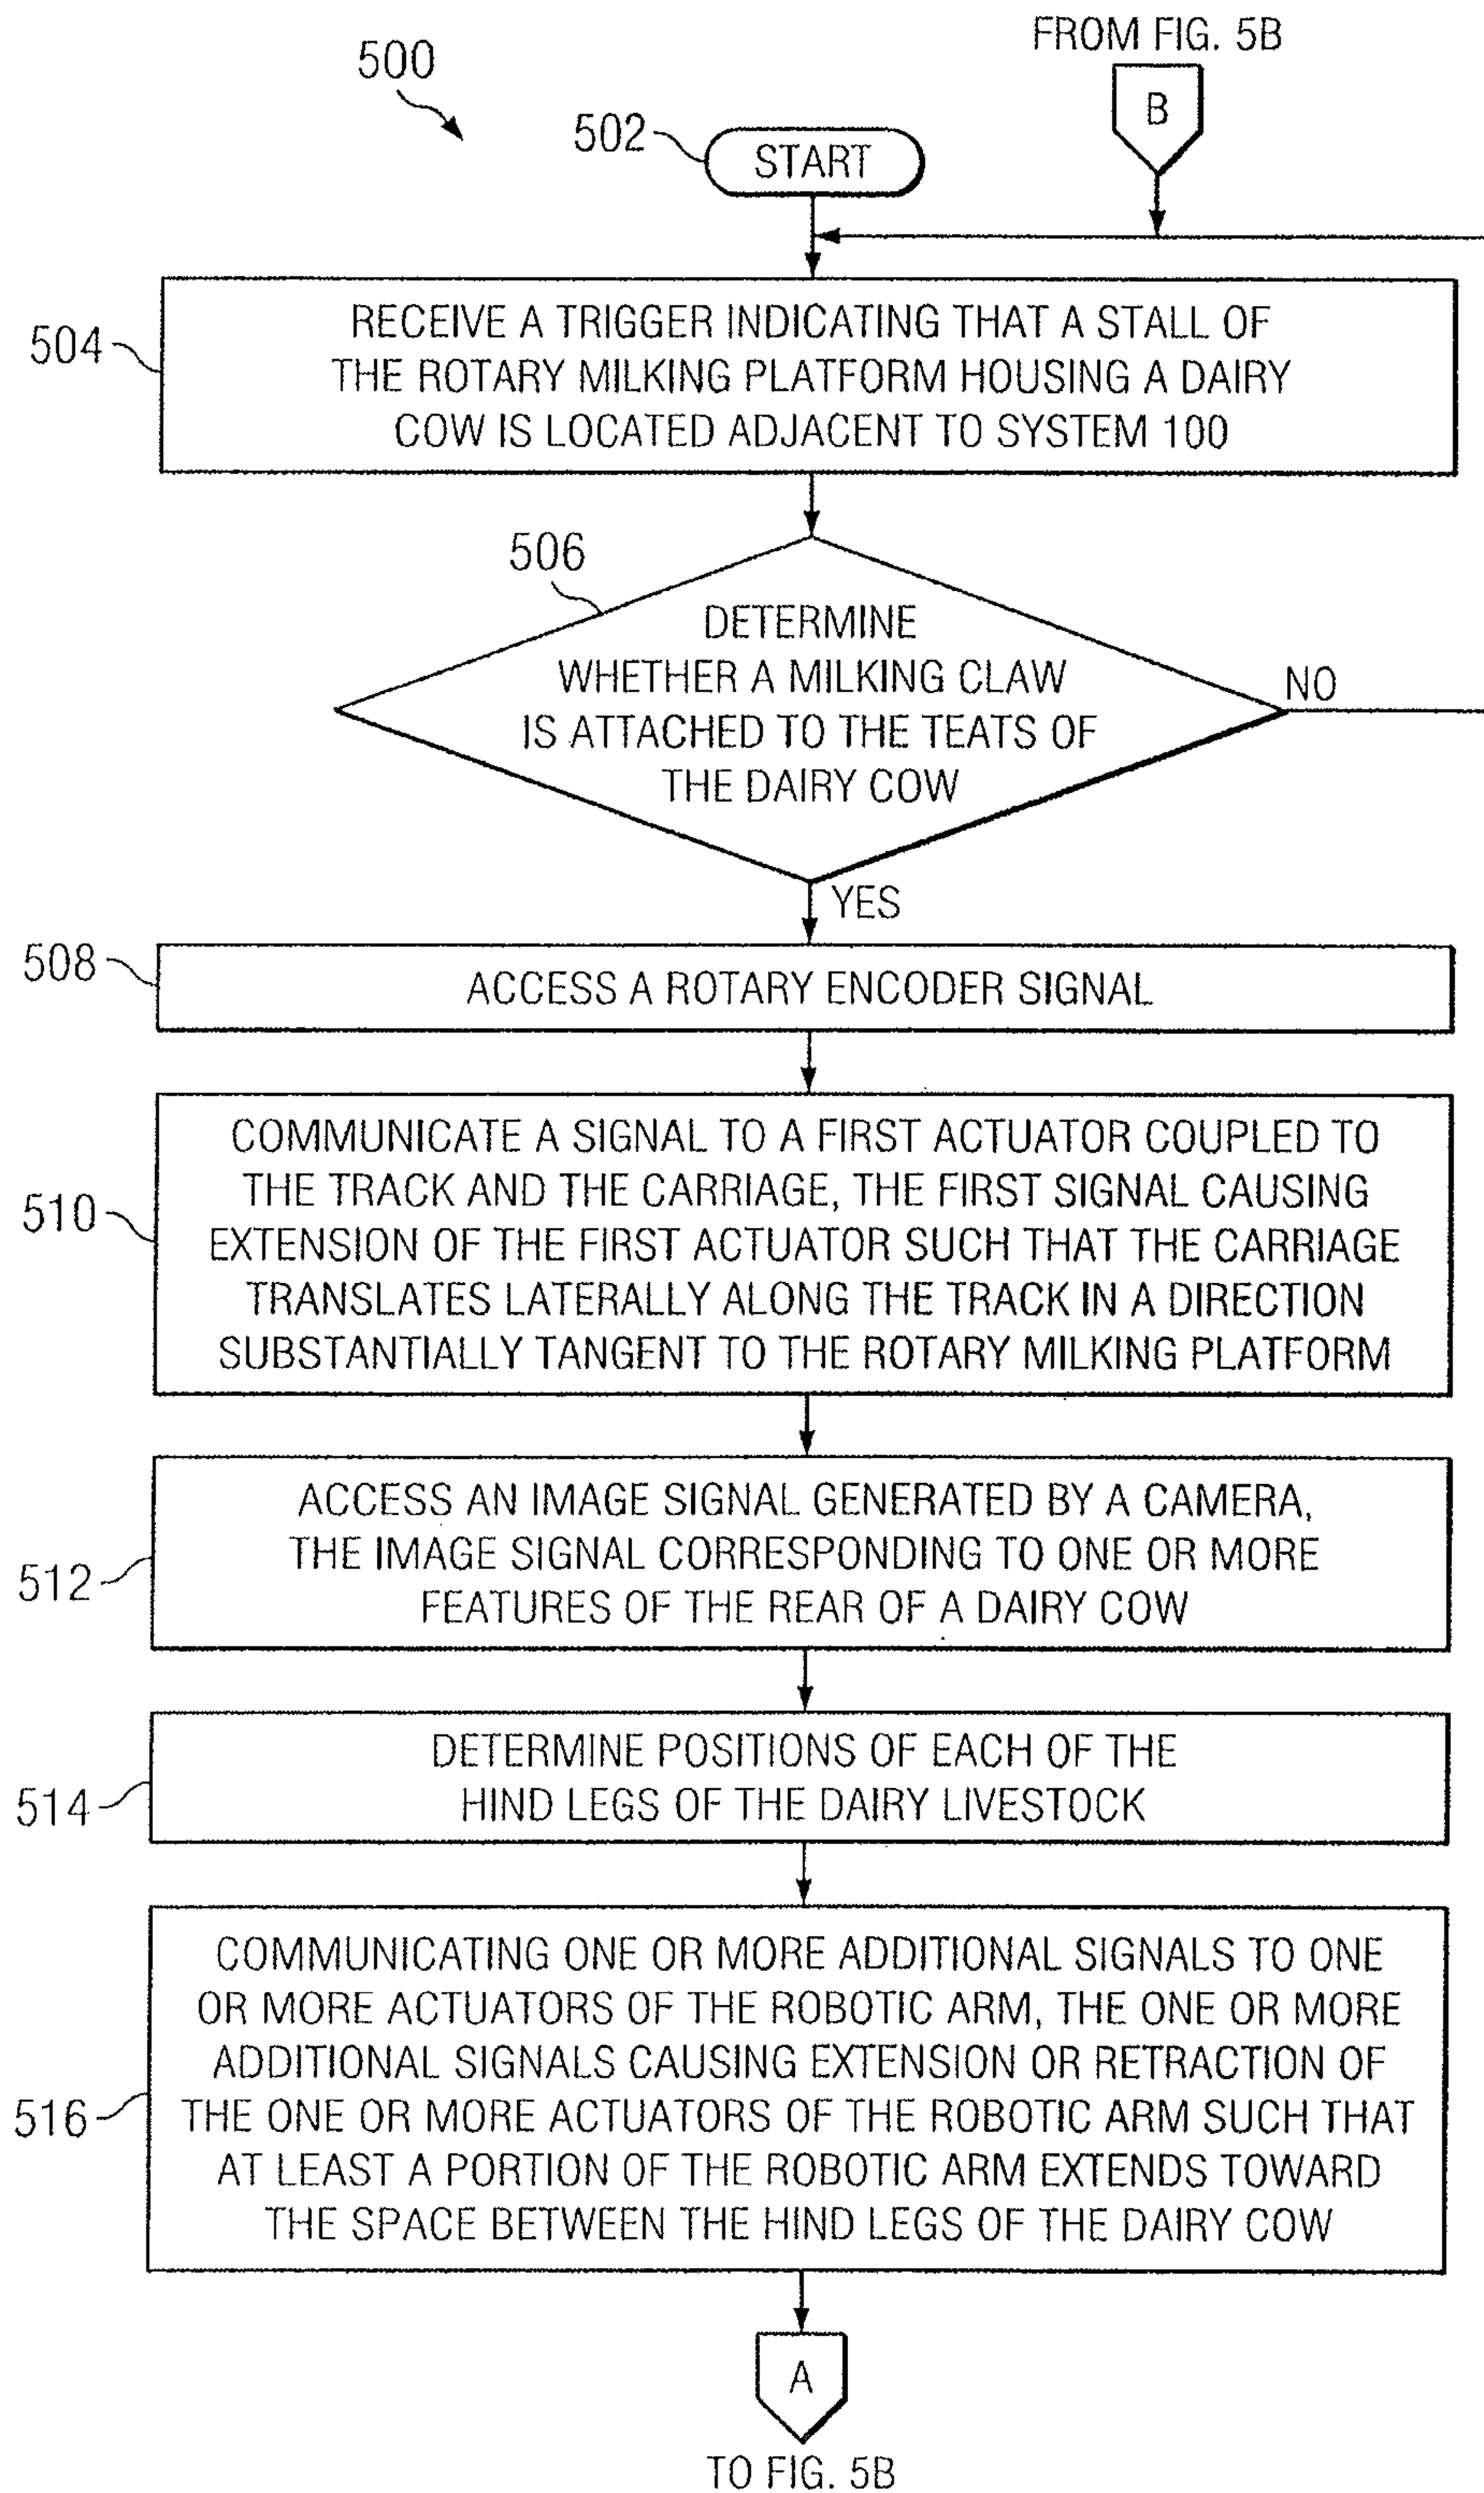 FROM FIG. 5B
500
B
502
START
504
RECEIVE A TRIGGER INDICATING THAT A STALL OF
THE ROTARY MILKING PLATFORM HOUSING A DAIRY
COW IS LOCATED ADJACENT TO SYSTEM 100
506
DETERMINE
WHETHER A MILKING CLAW
IS ATTACHED TO THE TEATS OF
THE DAIRY COW
NO
YES
508
ACCESS A ROTARY ENCODER SIGNAL
510
COMMUNICATE A SIGNAL TO A FIRST ACTUATOR COUPLED TO
THE TRACK AND THE CARRIAGE, THE FIRST SIGNAL CAUSING
EXTENSION OF THE FIRST ACTUATOR SUCH THAT THE CARRIAGE
TRANSLATES LATERALLY ALONG THE TRACK IN A DIRECTION
SUBSTANTIALLY TANGENT TO THE ROTARY MILKING PLATFORM
512
ACCESS AN IMAGE SIGNAL GENERATED BY A CAMERA,
THE IMAGE SIGNAL CORRESPONDING TO ONE OR MORE
FEATURES OF THE REAR OF A DAIRY COW
514
DETERMINE POSITIONS OF EACH OF THE
HIND LEGS OF THE DAIRY LIVESTOCK
516
COMMUNICATING ONE OR MORE ADDITIONAL SIGNALS TO ONE
OR MORE ACTUATORS OF THE ROBOTIC ARM, THE ONE OR MORE
ADDITIONAL SIGNALS CAUSING EXTENSION OR RETRACTION OF
THE ONE OR MORE ACTUATORS OF THE ROBOTIC ARM SUCH THAT
AT LEAST A PORTION OF THE ROBOTIC ARM EXTENDS TOWARD
THE SPACE BETWEEN THE HIND LEGS OF THE DAIRY COW
A
TO FIG. 5B